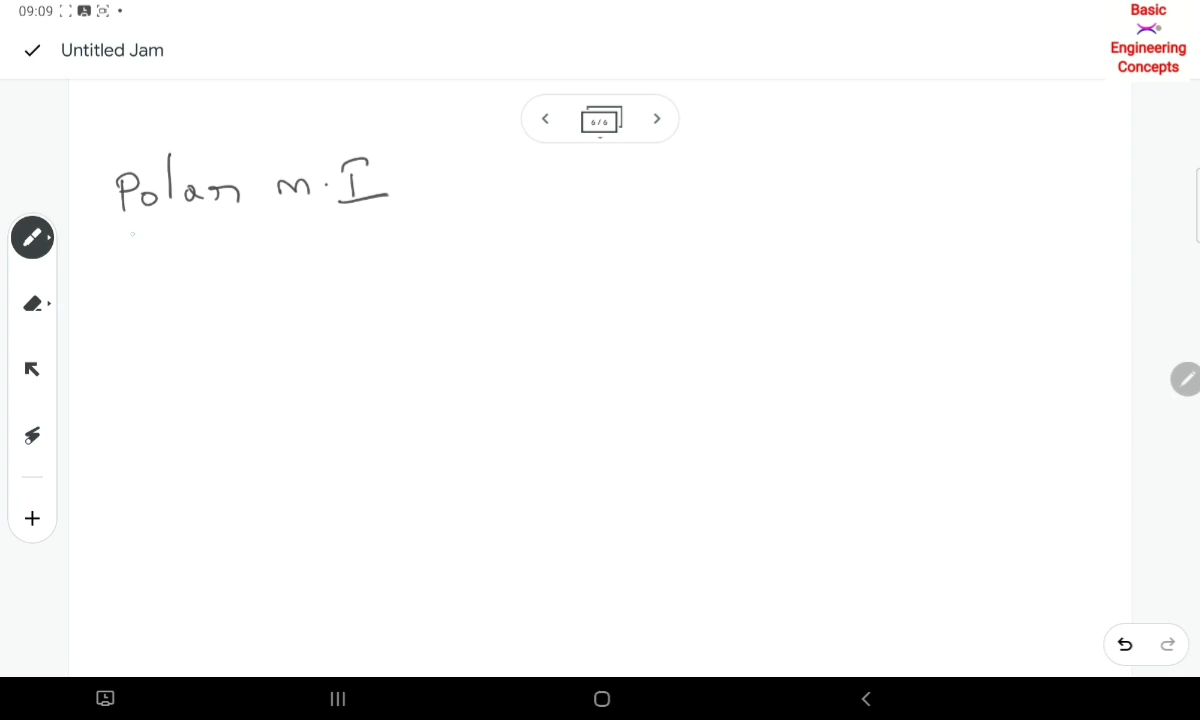 09:09
Untitled Jam
Basic
Engineering
Concepts
6/6
Polar M.I